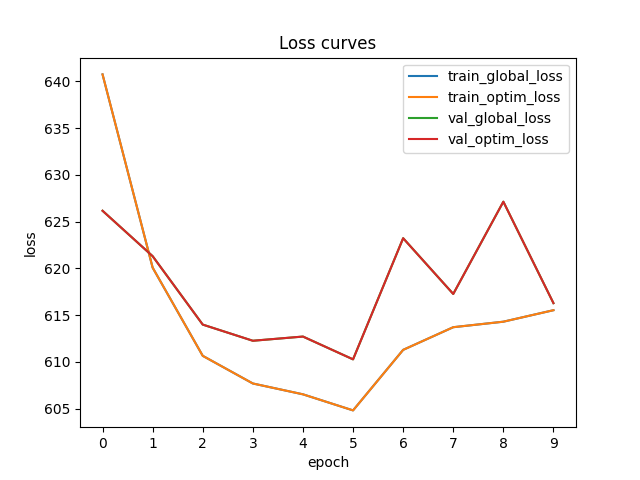 Loss curves
train_global_loss
train_optim_loss
val_global_loss
val_optim_loss
640
635
630
625
620
615
610
605
loss
0 1 2 3 4 5 6 7 8 9
epoch